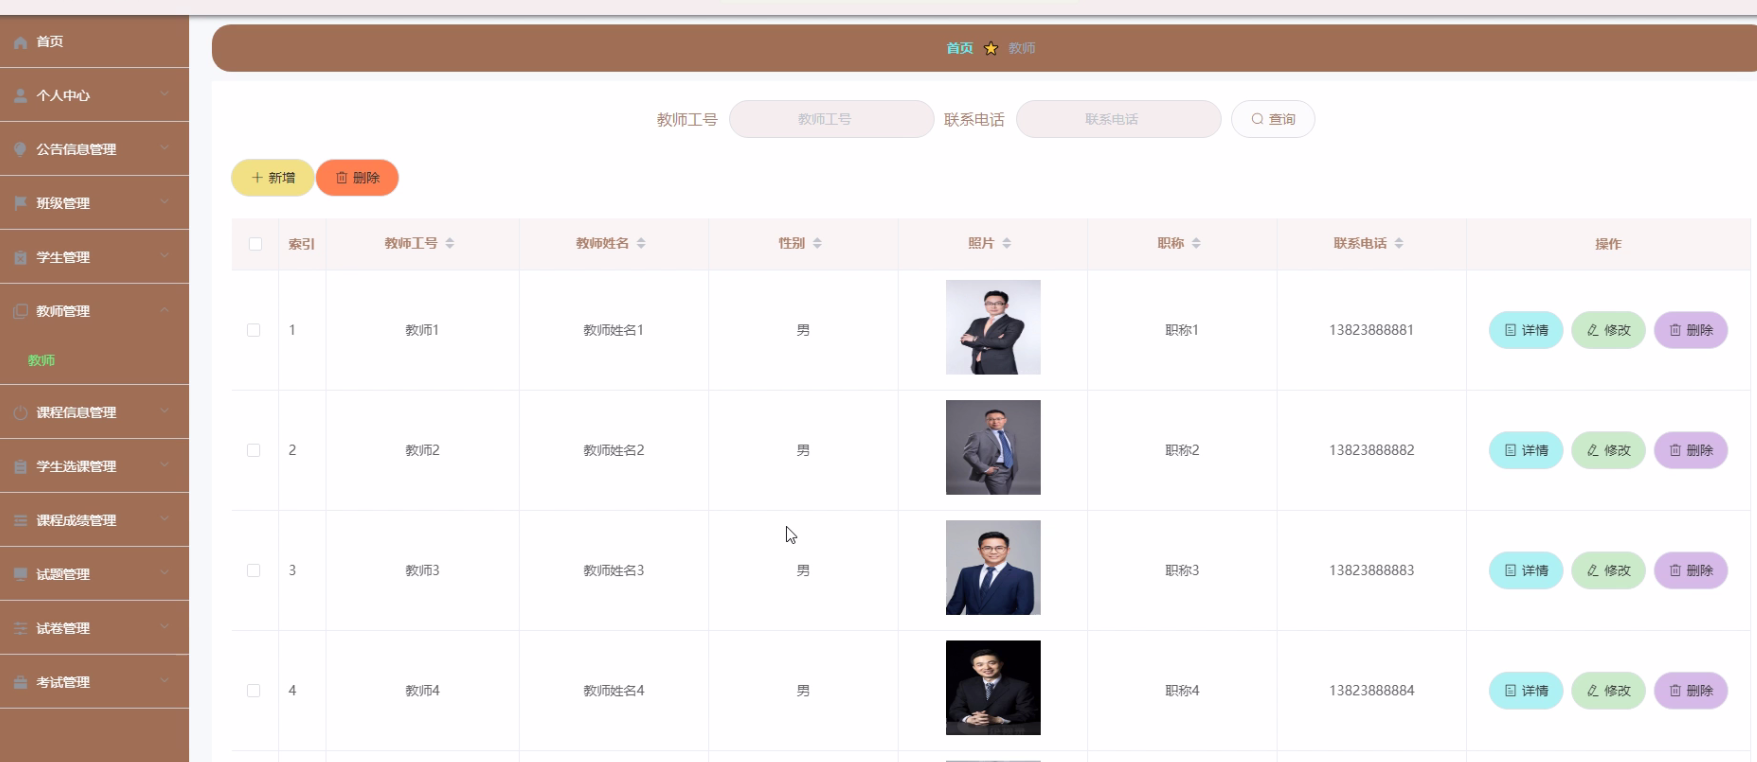 首页
个人中心
公告信息管理
班级管理
学生管理
教师管理
教师
课程信息管理
学生选课管理
课程成绩管理
试题管理
试卷管理
考试管理
首页 教师
教师工号 教师工号 联系电话 联系电话 查询
新增 删除
索引 教师工号 教师姓名 性别 照片 职称 联系电话 操作
1 教师1 教师姓名1 男 职称1 13823888881 详情 修改 删除
2 教师2 教师姓名2 男 职称2 13823888882 详情 修改 删除
3 教师3 教师姓名3 男 职称3 13823888883 详情 修改 删除
4 教师4 教师姓名4 男 职称4 13823888884 详情 修改 删除